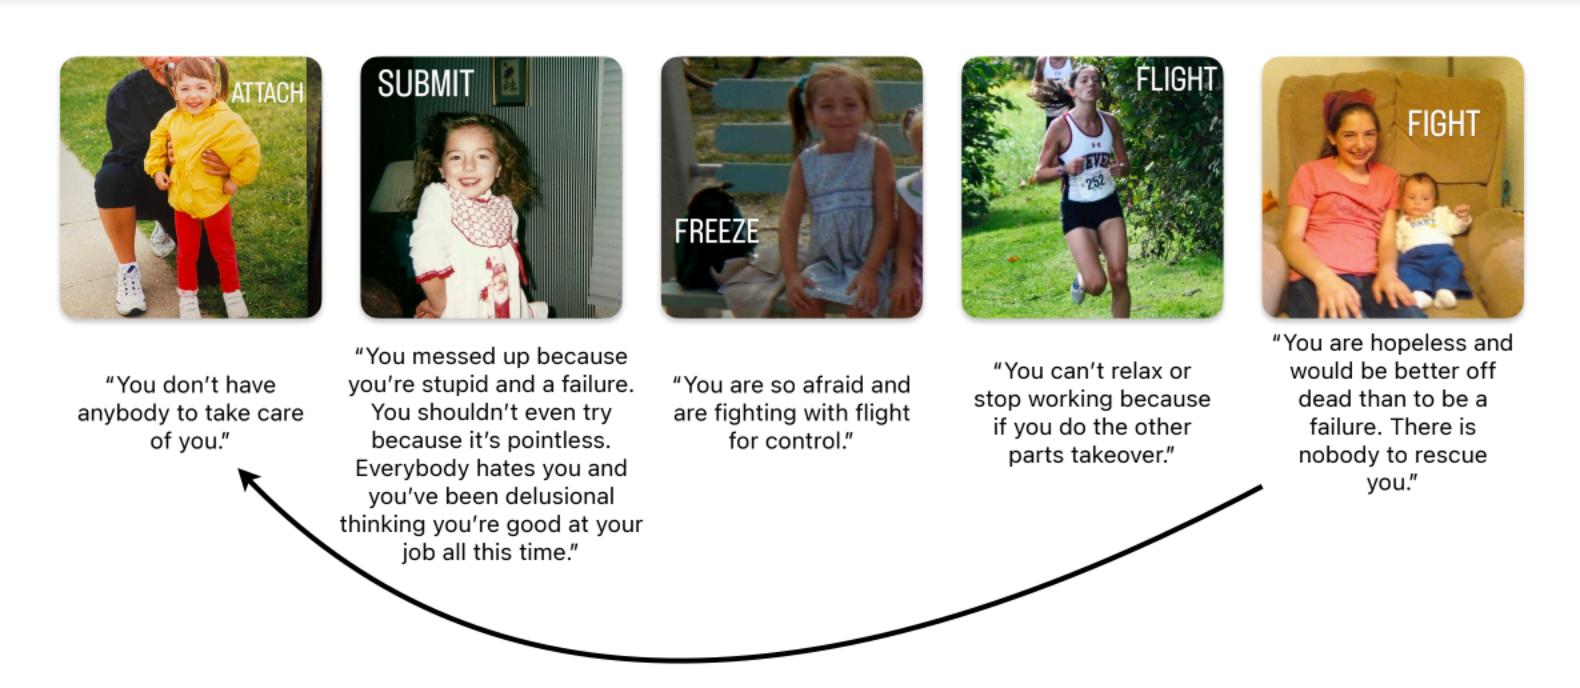 ATTACH
SUBMIT
FREEZE
FLIGHT
FIGHT
252
“You don’t have
anybody to take care
of you.”
“You messed up because
you’re stupid and a failure.
You shouldn’t even try
because it’s pointless.
Everybody hates you and
you’ve been delusional
thinking you’re good at your
job all this time.”
“You are so afraid and
are fighting with flight
for control.”
“You can’t relax or
stop working because
if you do the other
parts takeover.”
“You are hopeless and
would be better off
dead than to be a
failure. There is
nobody to rescue
you.”